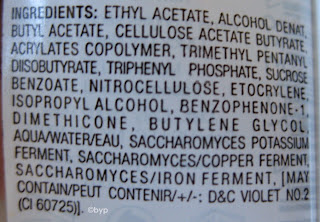 INGREDIENTS: ETHYL ACETATE, ALCOHOL DENAT,
BUTYL ACETATE, CELLULOSE ACETATE BUTYRATE,
ACRYLATES COPOLYMER, TRIMETHYL PENTANYL
DIISOBUTYRATE, TRIPHENYL PHOSPHATE, SUCROSE
BENZOATE, NITROCELLULOSE, ETOCRYLENE,
ISOPROPYL ALCOHOL, BENZOPHENONE-1,
DIMETHICONE, BUTYLENE GLYCOL,
AQUA/WATER/EAU, SACCHAROMYCES POTASSIUM
FERMENT, SACCHAROMYCES/COPPER FERMENT,
SACCHAROMYCES/IRON FERMENT, [MAY
CONTAIN/PEUT CONTENIR/+/-: D&C VIOLET NO.2
(CI 60725)].
©byp